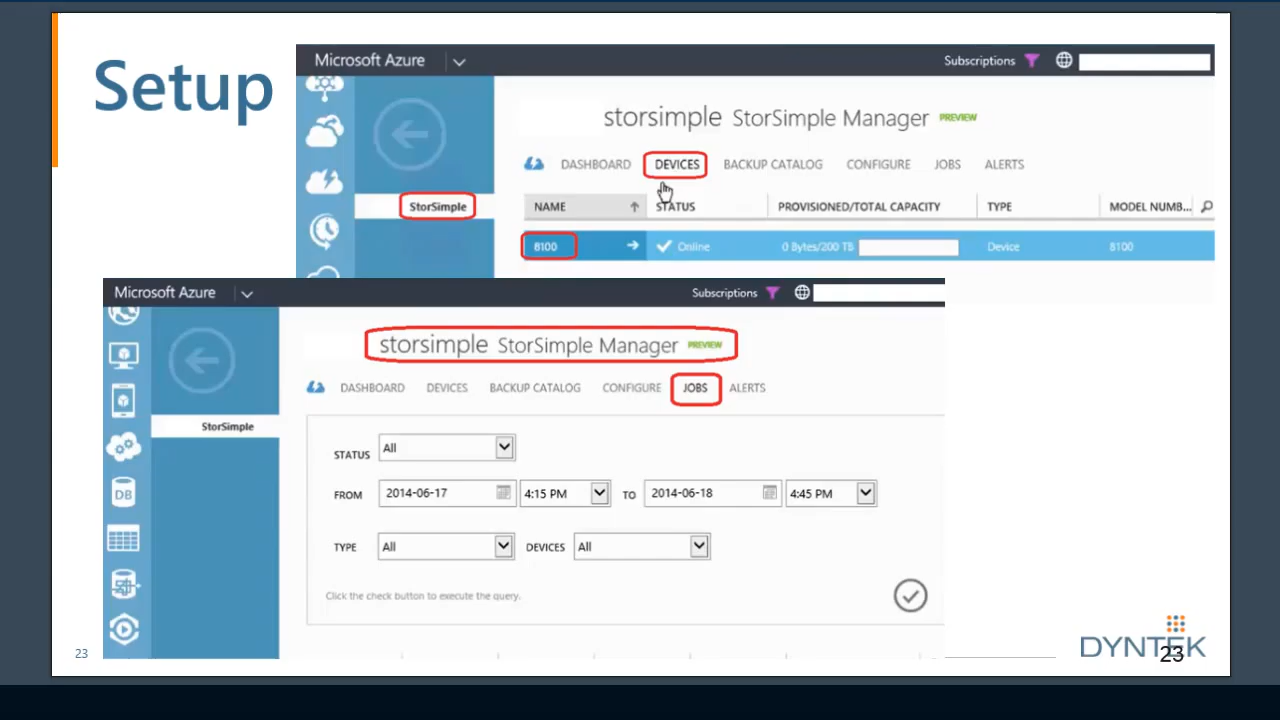 Setup
Microsoft Azure
Subscriptions
storsimple StorSimple Manager PREVIEW
DASHBOARD DEVICES BACKUP CATALOG CONFIGURE JOBS ALERTS
StorSimple
NAME STATUS PROVISIONED/TOTAL CAPACITY TYPE MODEL NUMB...
8100 Online 0 Bytes/200 TB Device 8100
Microsoft Azure
Subscriptions
storsimple StorSimple Manager PREVIEW
DASHBOARD DEVICES BACKUP CATALOG CONFIGURE JOBS ALERTS
StorSimple
STATUS All
FROM 2014-06-17 4:15 PM TO 2014-06-18 4:45 PM
TYPE All DEVICES All
Click the check button to execute the query.
DB
23
DYNTEK
23